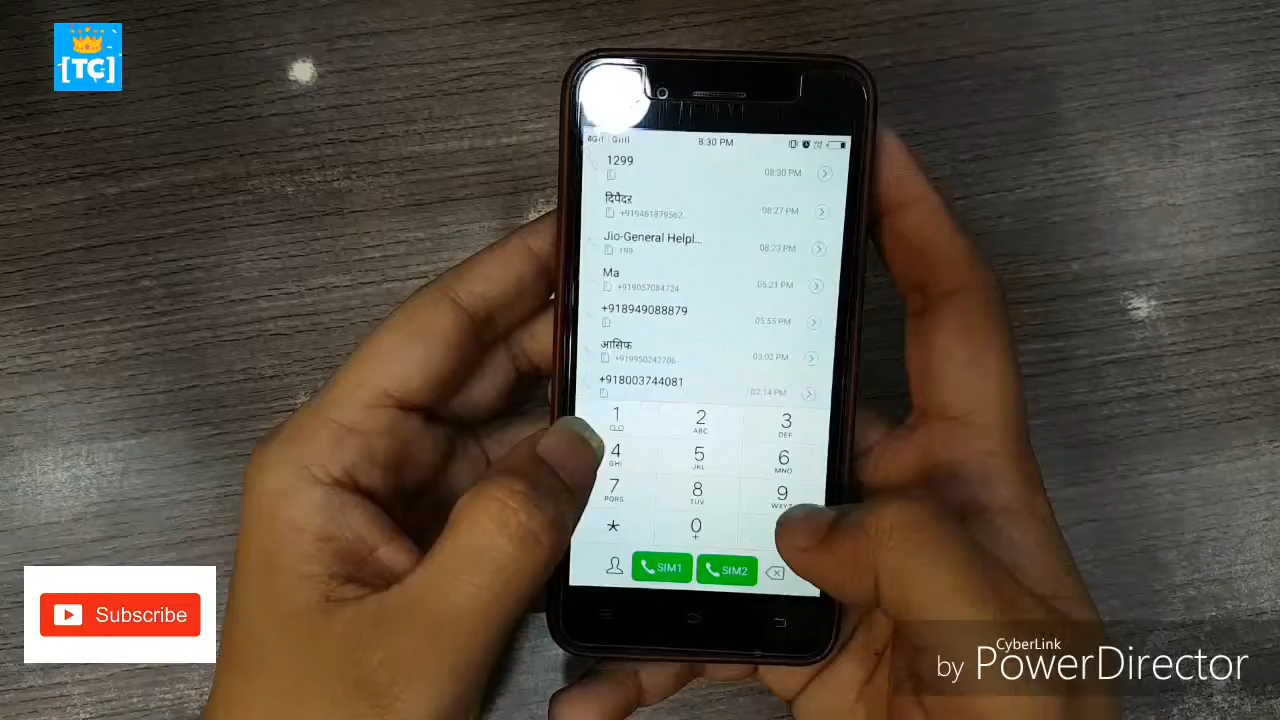 [TC]
4G
8:30 PM
1299
08:30 PM
दिपैदर
+919461879562
08:27 PM
Jio-General Helpl...
199
08:23 PM
Ma
+919057084724
06:21 PM
+918949088879
05:55 PM
आसिफ
+919950242706
03:02 PM
+918003744081
02:14 PM
1
2 ABC
3 DEF
4 GHI
5 JKL
6 MNO
7 PQRS
8 TUV
9 WXYZ
*
0 +
SIM1
SIM2
Subscribe
CyberLink
by PowerDirector